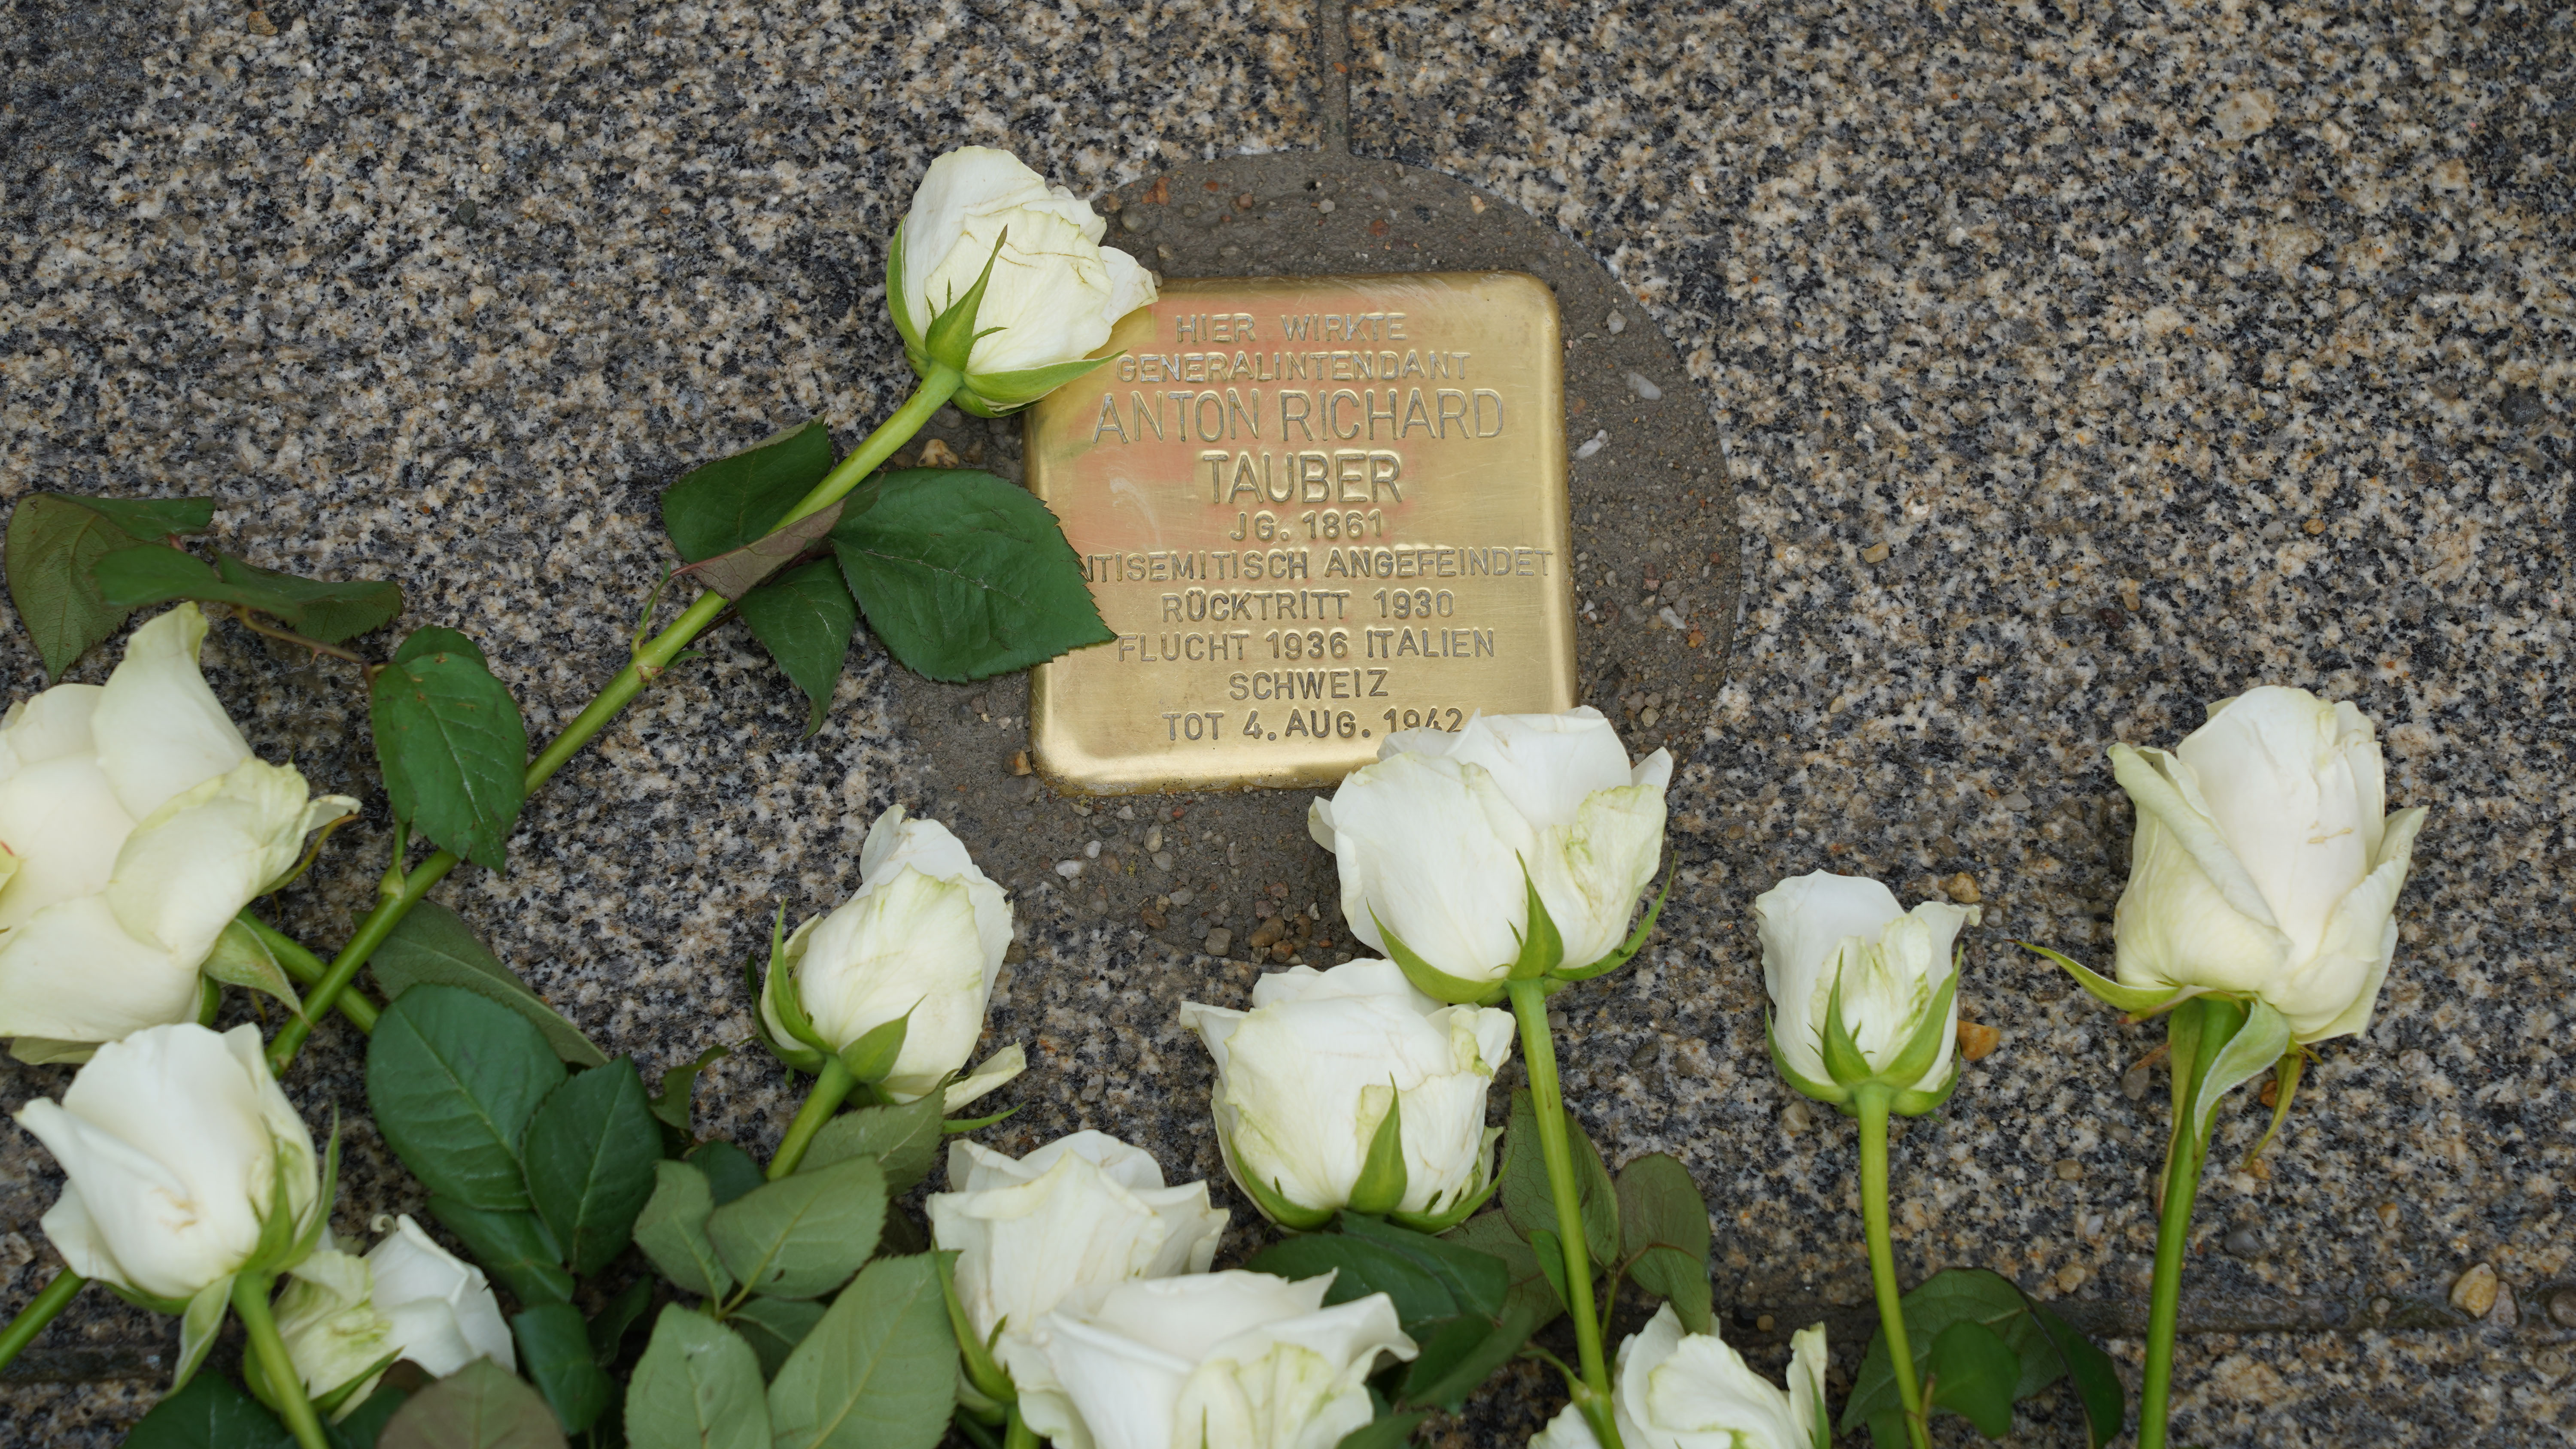 HIER WIRKTE
GENERALINTENDANT
ANTON RICHARD
TAUBER
JG. 1861
ANTISEMITISCH ANGEFEINDET
RÜCKTRITT 1930
FLUCHT 1936 ITALIEN
SCHWEIZ
TOT 4. AUG. 1942